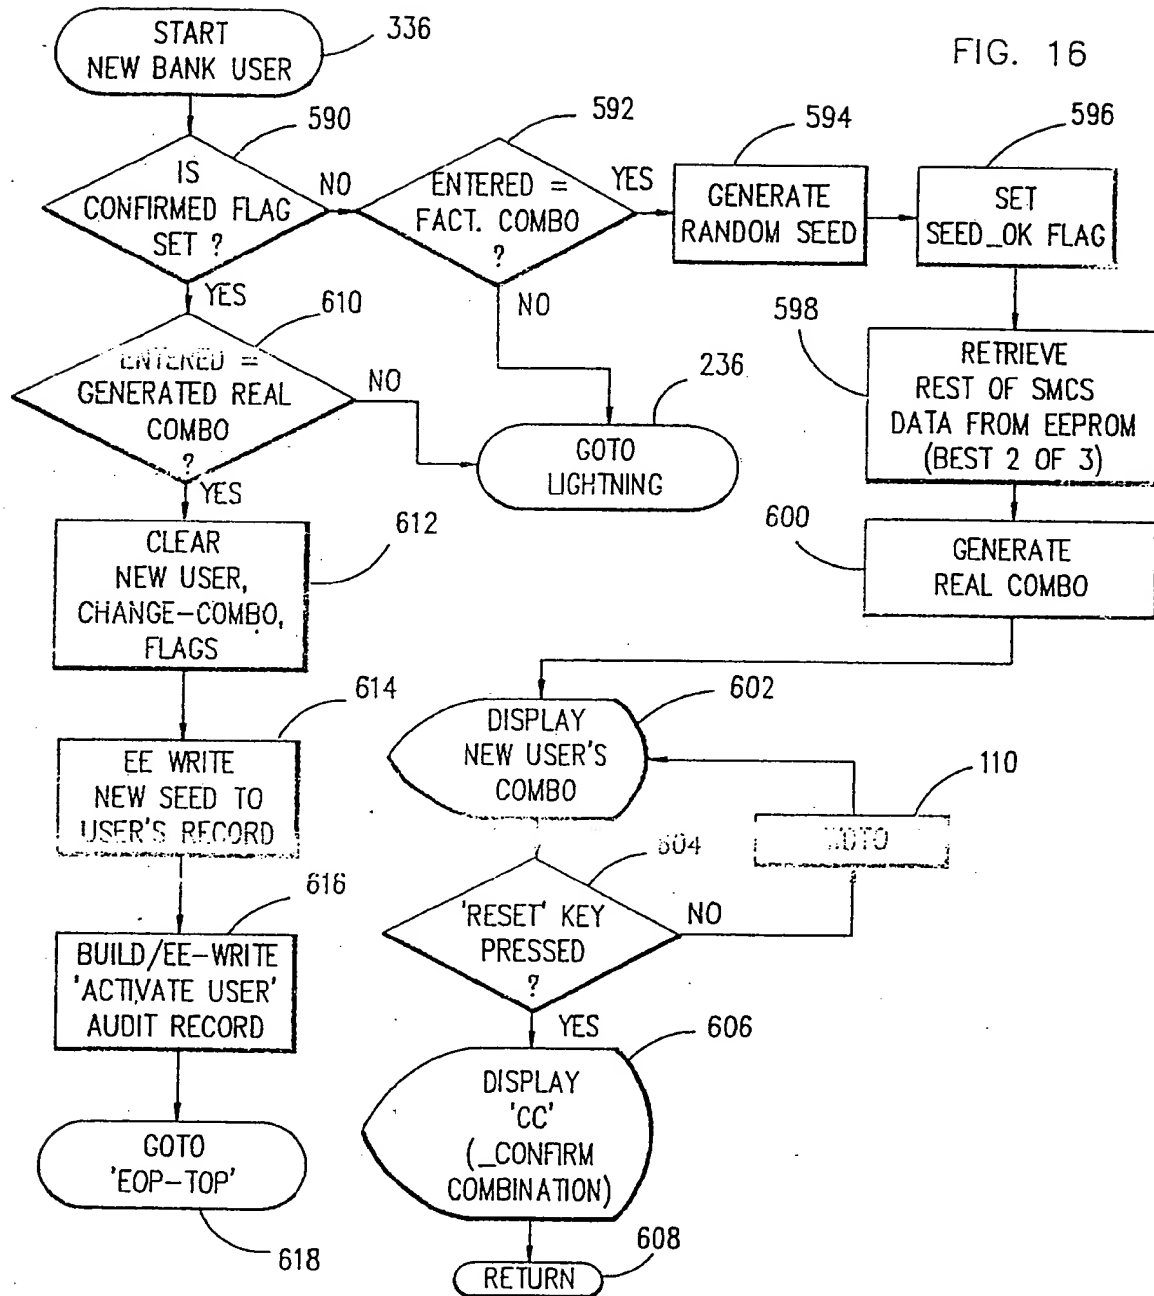 FIG. 16
START
NEW BANK USER
336
590
IS
CONFIRMED FLAG
SET ?
NO
YES
592
ENTERED =
FACT. COMBO
?
YES
NO
594
GENERATE
RANDOM SEED
596
SET
SEED_OK FLAG
598
RETRIEVE
REST OF SMCS
DATA FROM EEPROM
(BEST 2 OF 3)
600
GENERATE
REAL COMBO
610
ENTERED =
GENERATED REAL
COMBO
?
NO
YES
236
GOTO
LIGHTNING
612
CLEAR
NEW USER,
CHANGE-COMBO,
FLAGS
614
EE WRITE
NEW SEED TO
USER'S RECORD
616
BUILD/EE-WRITE
'ACTIVATE USER'
AUDIT RECORD
GOTO
'EOP-TOP'
618
602
DISPLAY
NEW USER'S
COMBO
110
604
'RESET' KEY
PRESSED
?
NO
YES
606
DISPLAY
'CC'
(_CONFIRM
COMBINATION)
608
RETURN